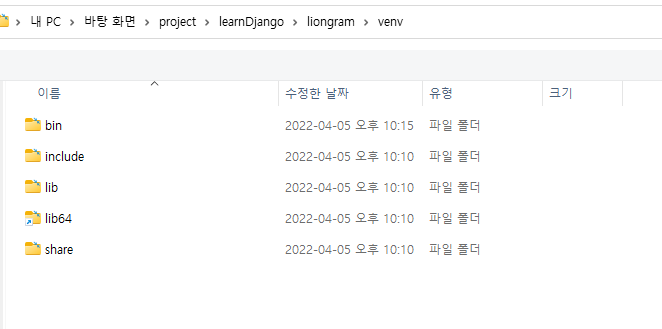 내 PC > 바탕 화면 > project > learnDjango > liongram > venv
이름 수정한 날짜 유형 크기
bin 2022-04-05 오후 10:15 파일 폴더
include 2022-04-05 오후 10:10 파일 폴더
lib 2022-04-05 오후 10:10 파일 폴더
lib64 2022-04-05 오후 10:10 파일 폴더
share 2022-04-05 오후 10:10 파일 폴더